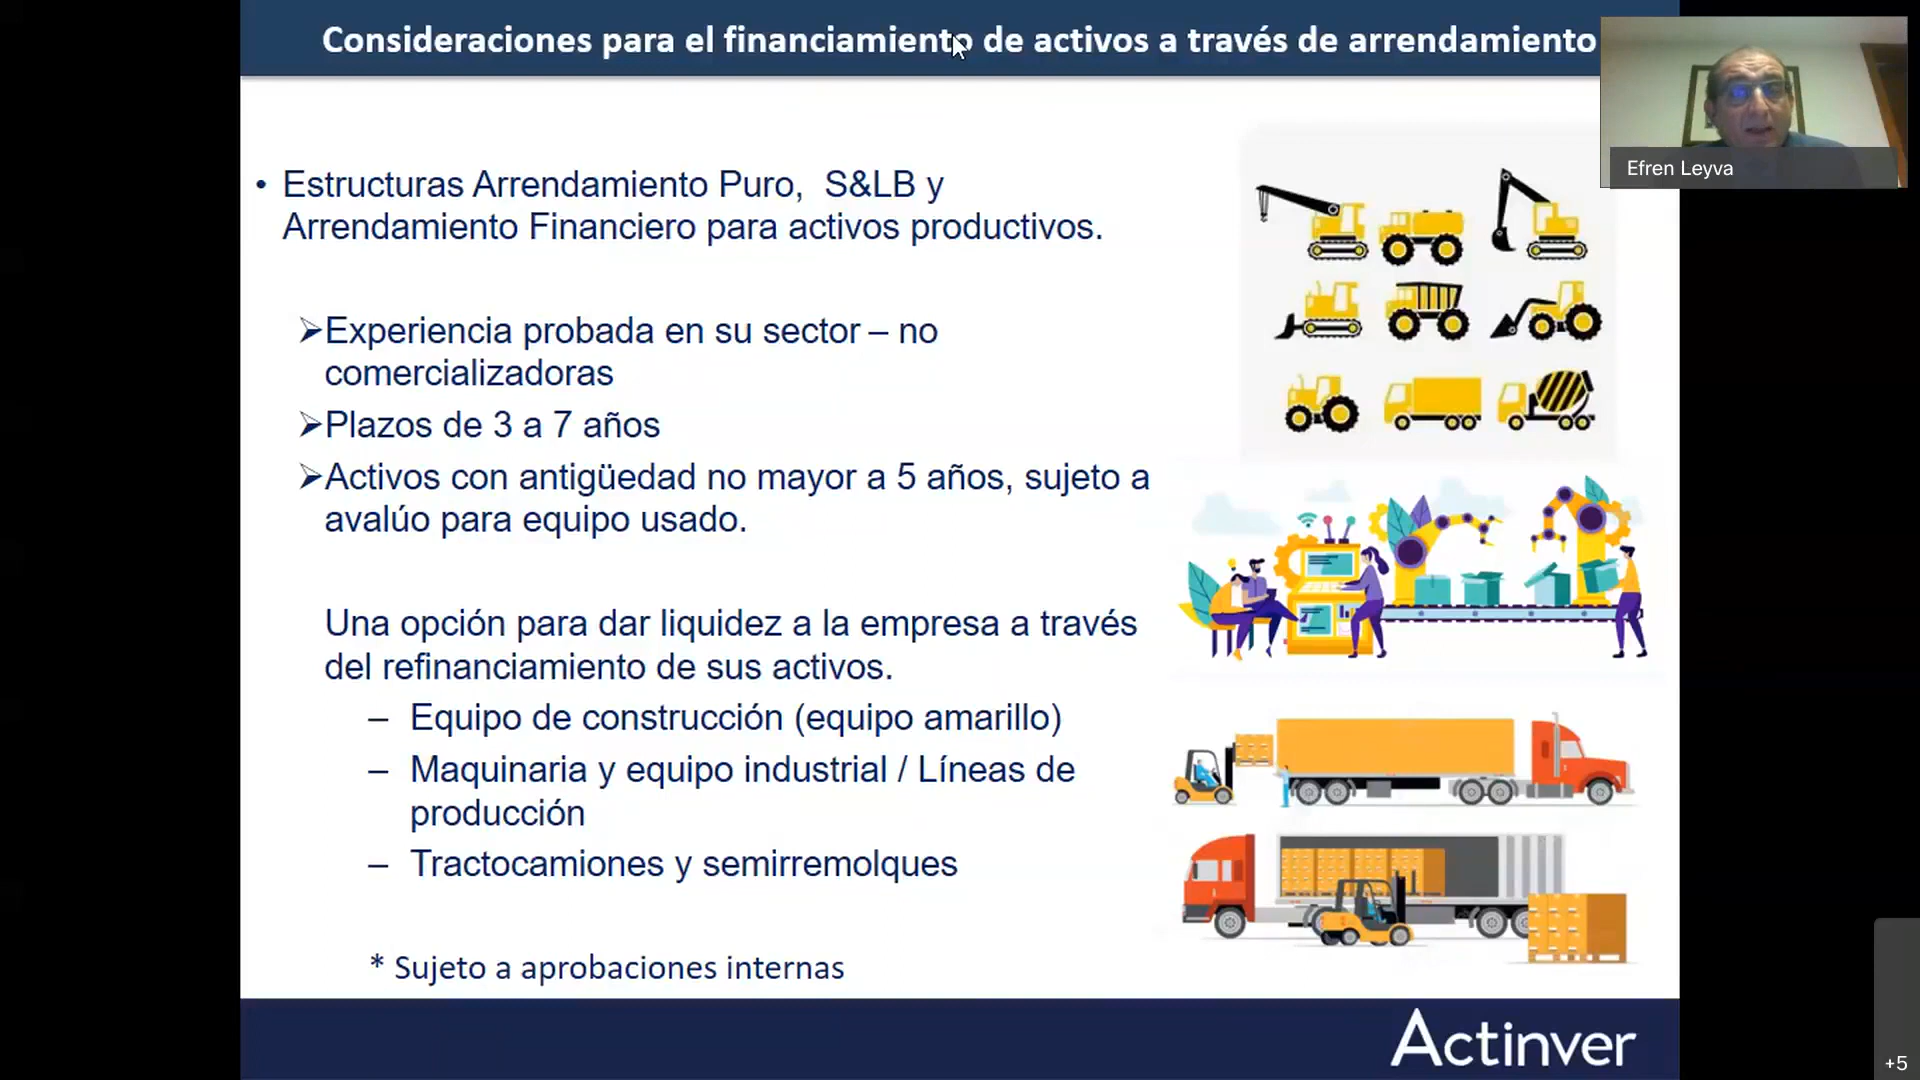 Consideraciones para el financiamiento de activos a través de arrendamiento
Efren Leyva
• Estructuras Arrendamiento Puro, S&LB y
Arrendamiento Financiero para activos productivos.
➢Experiencia probada en su sector – no
comercializadoras
➢Plazos de 3 a 7 años
➢Activos con antigüedad no mayor a 5 años, sujeto a
avalúo para equipo usado.
Una opción para dar liquidez a la empresa a través
del refinanciamiento de sus activos.
– Equipo de construcción (equipo amarillo)
– Maquinaria y equipo industrial / Líneas de
producción
– Tractocamiones y semirremolques
* Sujeto a aprobaciones internas
Actinver
+5